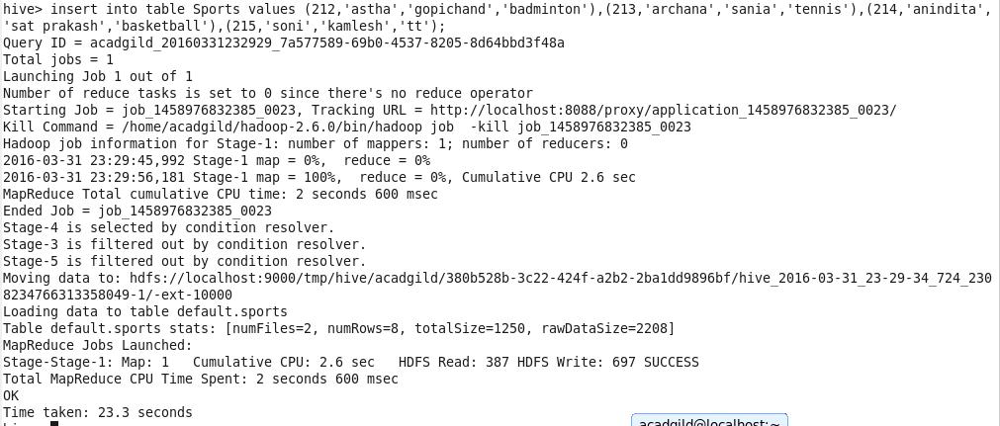 hive> insert into table Sports values (212,'astha','gopichand','badminton'),(213,'archana','sania','tennis'),(214,'anindita',
'sat prakash','basketball'),(215,'soni','kamlesh','tt');
Query ID = acadgild_20160331232929_7a577589-69b0-4537-8205-8d64bbd3f48a
Total jobs = 1
Launching Job 1 out of 1
Number of reduce tasks is set to 0 since there's no reduce operator
Starting Job = job_1458976832385_0023, Tracking URL = http://localhost:8088/proxy/application_1458976832385_0023/
Kill Command = /home/acadgild/hadoop-2.6.0/bin/hadoop job  -kill job_1458976832385_0023
Hadoop job information for Stage-1: number of mappers: 1; number of reducers: 0
2016-03-31 23:29:45,992 Stage-1 map = 0%,  reduce = 0%
2016-03-31 23:29:56,181 Stage-1 map = 100%,  reduce = 0%, Cumulative CPU 2.6 sec
MapReduce Total cumulative CPU time: 2 seconds 600 msec
Ended Job = job_1458976832385_0023
Stage-4 is selected by condition resolver.
Stage-3 is filtered out by condition resolver.
Stage-5 is filtered out by condition resolver.
Moving data to: hdfs://localhost:9000/tmp/hive/acadgild/380b528b-3c22-424f-a2b2-2ba1dd9896bf/hive_2016-03-31_23-29-34_724_230
8234766313358049-1/-ext-10000
Loading data to table default.sports
Table default.sports stats: [numFiles=2, numRows=8, totalSize=1250, rawDataSize=2208]
MapReduce Jobs Launched:
Stage-Stage-1: Map: 1   Cumulative CPU: 2.6 sec   HDFS Read: 387 HDFS Write: 697 SUCCESS
Total MapReduce CPU Time Spent: 2 seconds 600 msec
OK
Time taken: 23.3 seconds
acadgild@localhost:~